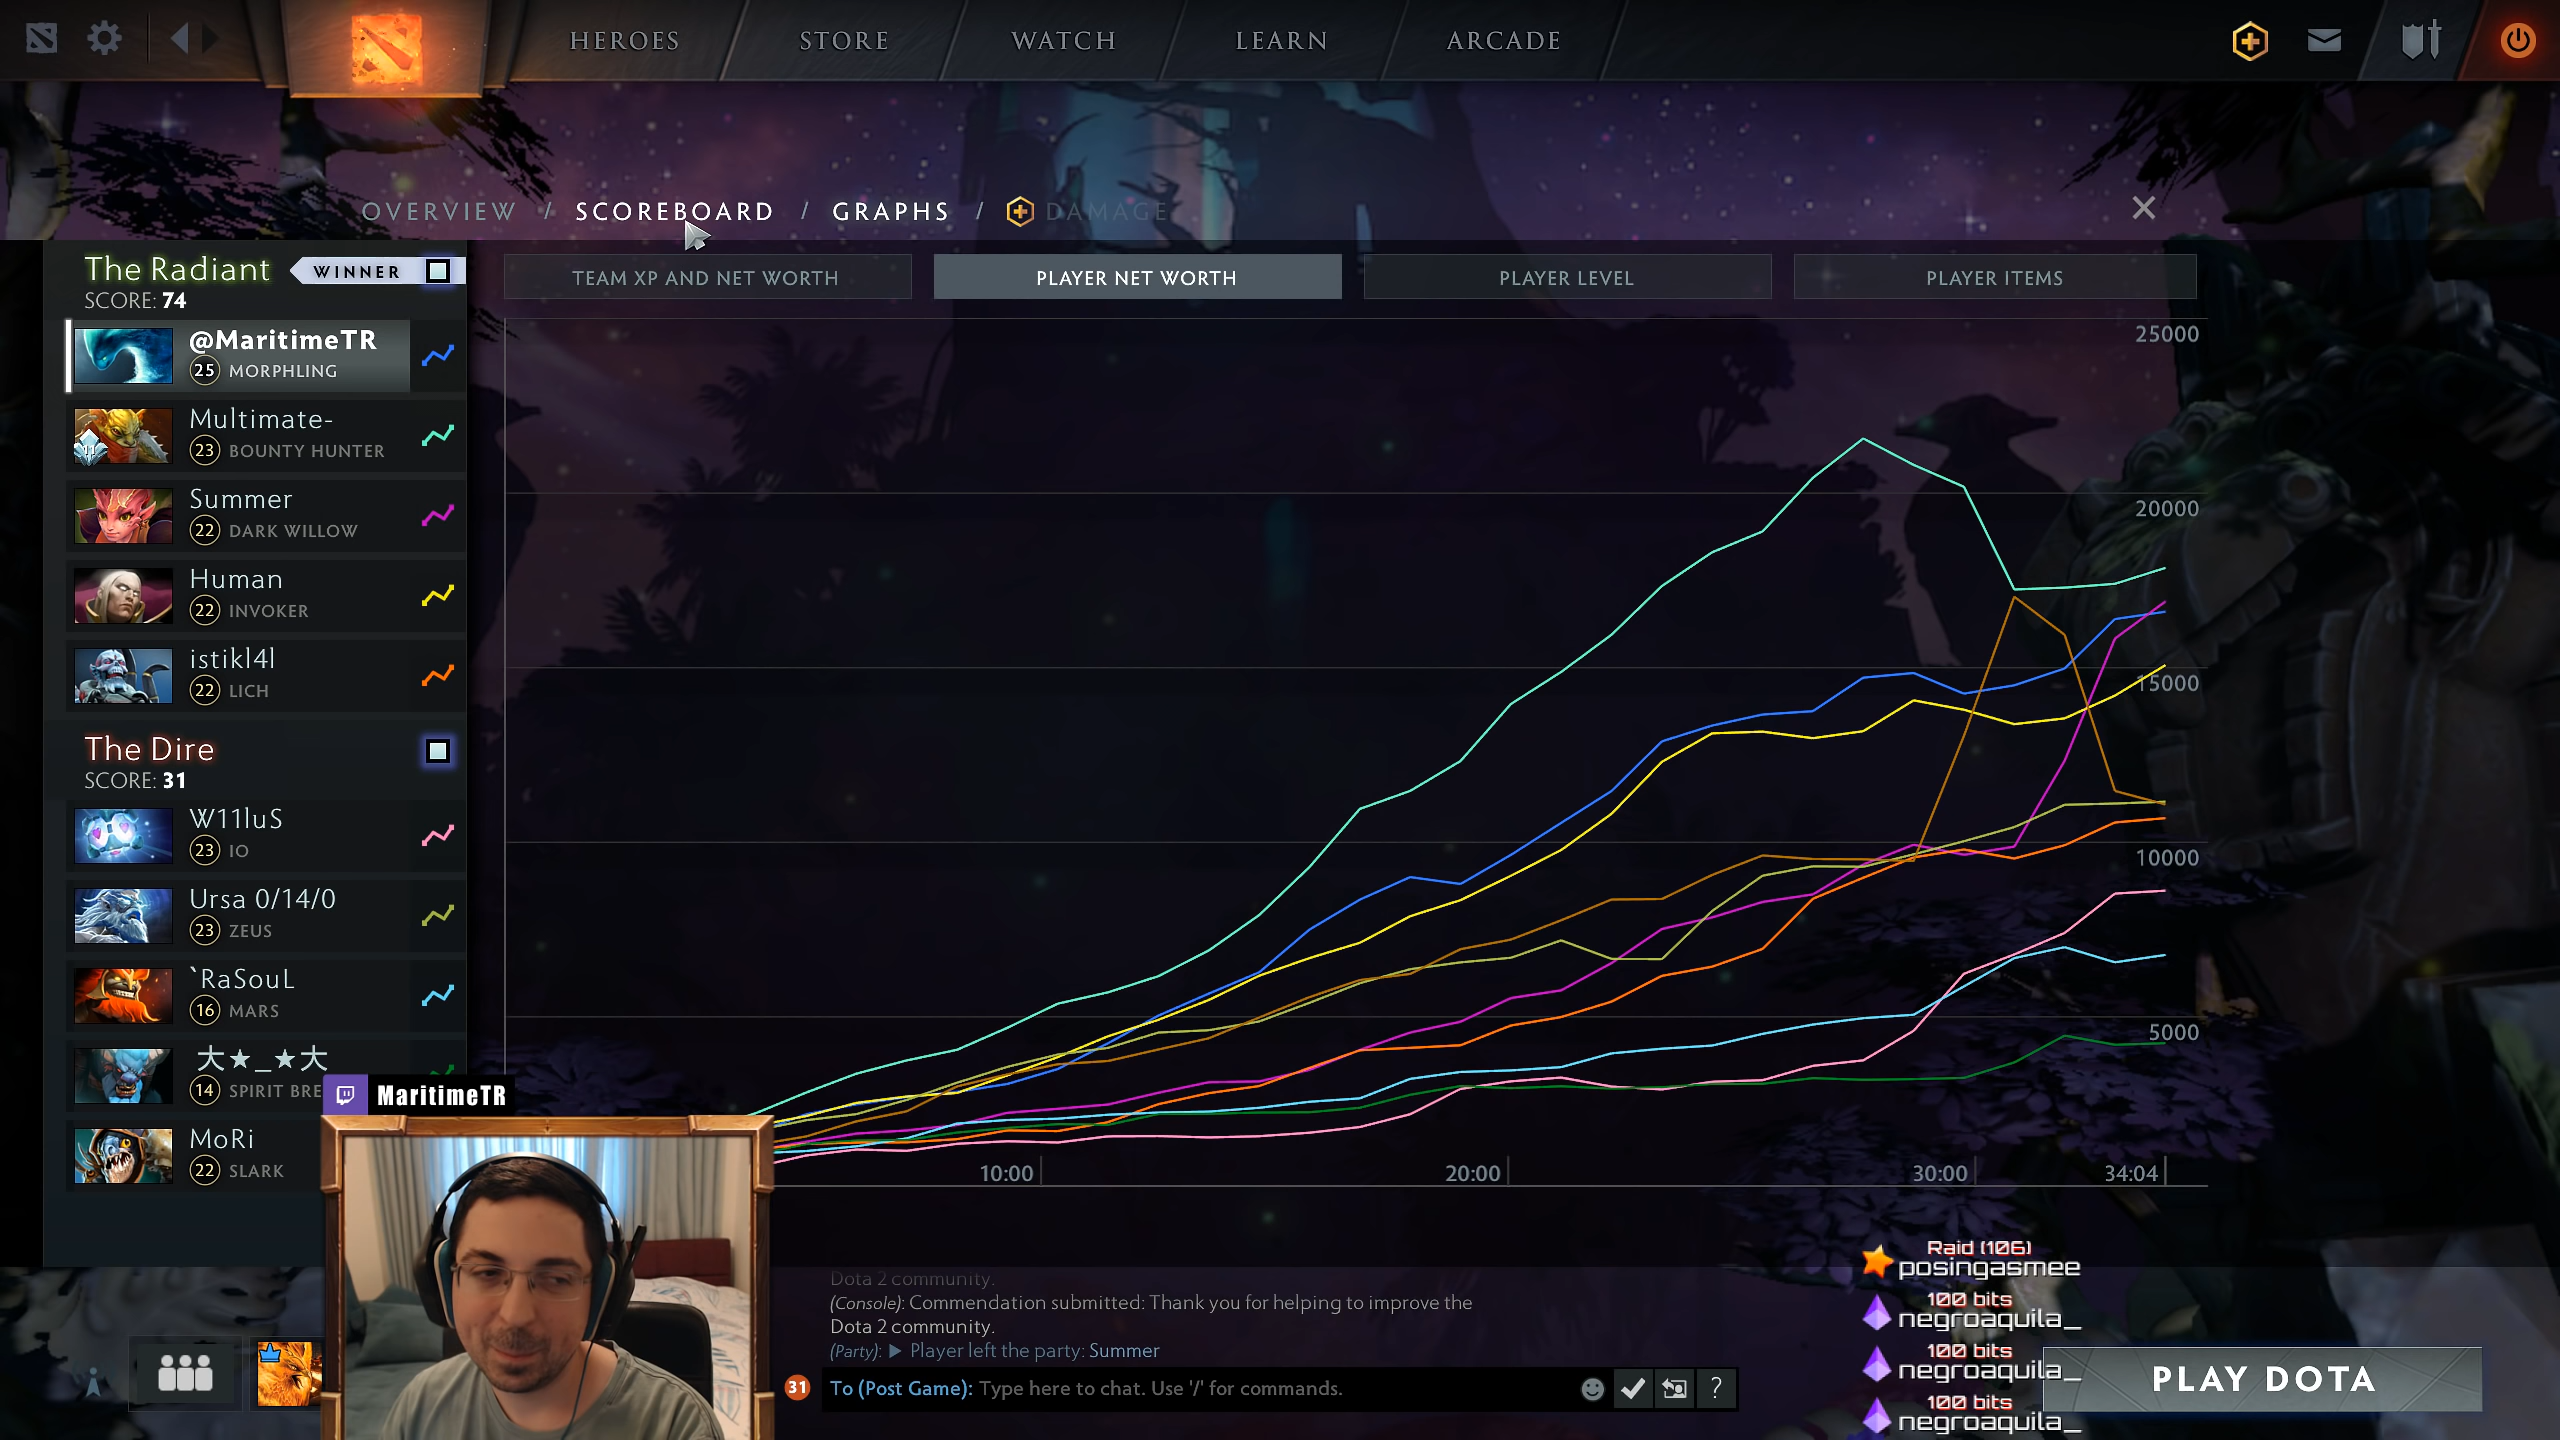 HEROES
STORE
WATCH
LEARN
ARCADE
OVERVIEW / SCOREBOARD / GRAPHS / DAMAGE
The Radiant
WINNER
SCORE: 74
@MaritimeTR
25 MORPHLING
Multimate-
11
23 BOUNTY HUNTER
Summer
22 DARK WILLOW
Human
22 INVOKER
istikl4l
22 LICH
The Dire
SCORE: 31
W11luS
23 IO
Ursa 0/14/0
23 ZEUS
`RaSouL
16 MARS
大★_★大
14 SPIRIT BRE
MoRi
22 SLARK
TEAM XP AND NET WORTH
PLAYER NET WORTH
PLAYER LEVEL
PLAYER ITEMS
25000
20000
15000
10000
5000
10:00
20:00
30:00
34:04
MaritimeTR
Dota 2 community.
(Console): Commendation submitted: Thank you for helping to improve the
Dota 2 community.
(Party): ▶ Player left the party: Summer
31 To (Post Game): Type here to chat. Use '/' for commands.
?
Raid (106)
posingasmee
100 bits
negroaquila_
100 bits
negroaquila_
100 bits
negroaquila_
PLAY DOTA